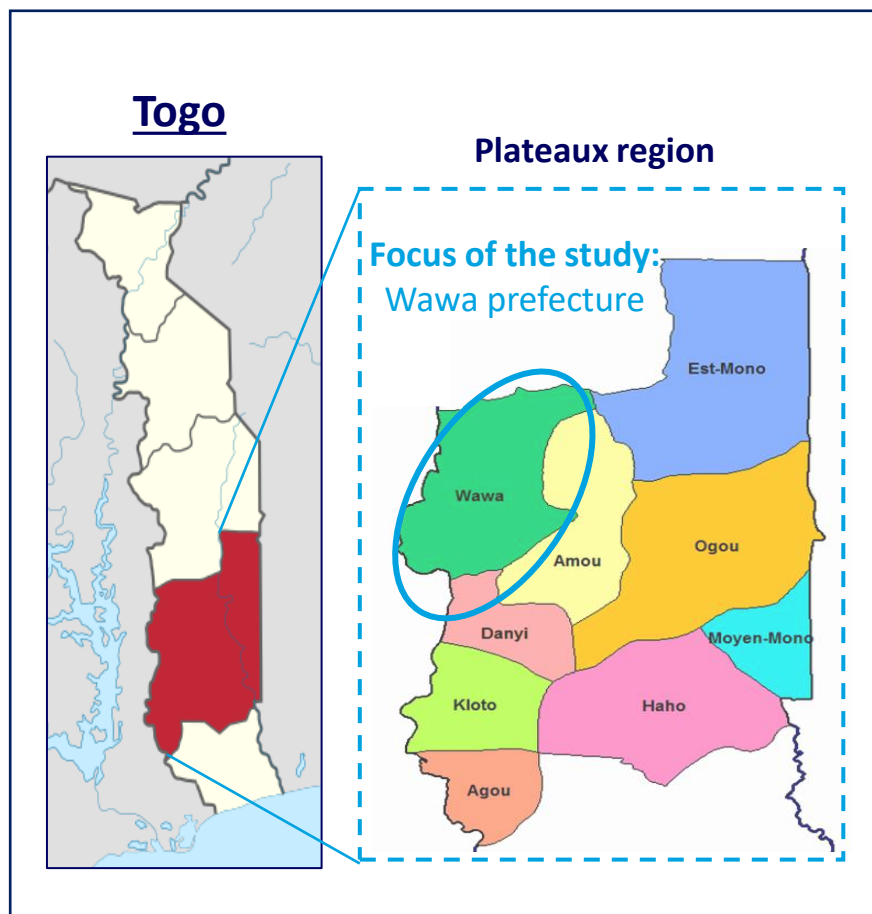 Togo
Plateaux region
Focus of the study:
Wawa prefecture
Est-Mono
Wawa
Ogou
Amou
Danyi
Moyen-Mono
Kloto
Haho
Agou